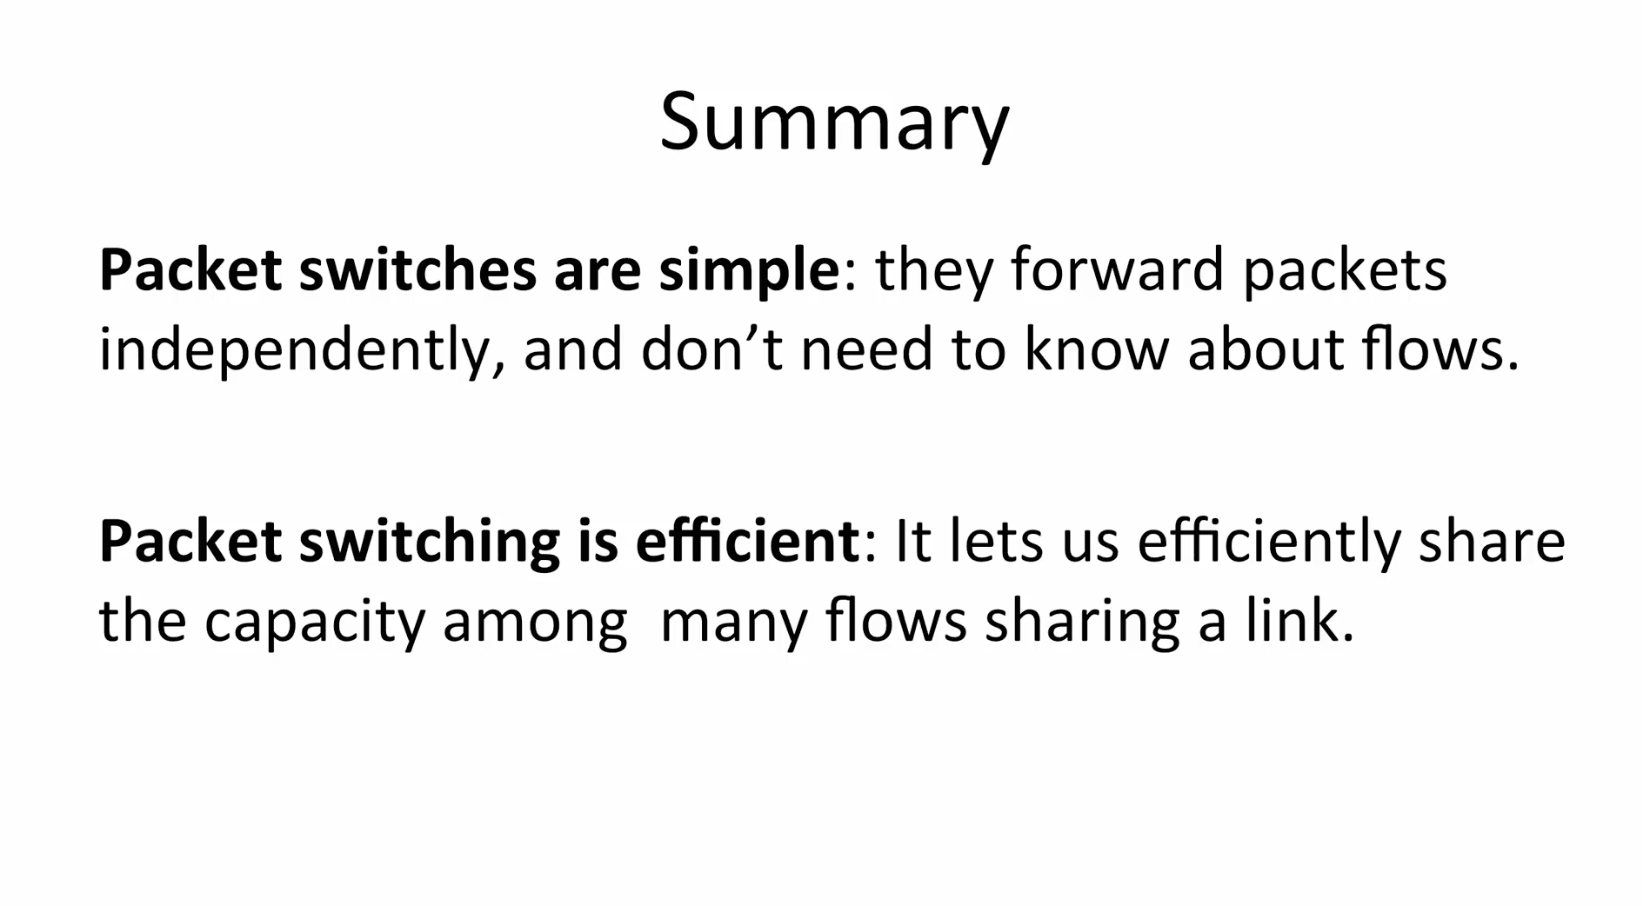 Summary
Packet switches are simple: they forward packets
independently, and don’t need to know about flows.
Packet switching is efficient: It lets us efficiently share
the capacity among  many flows sharing a link.